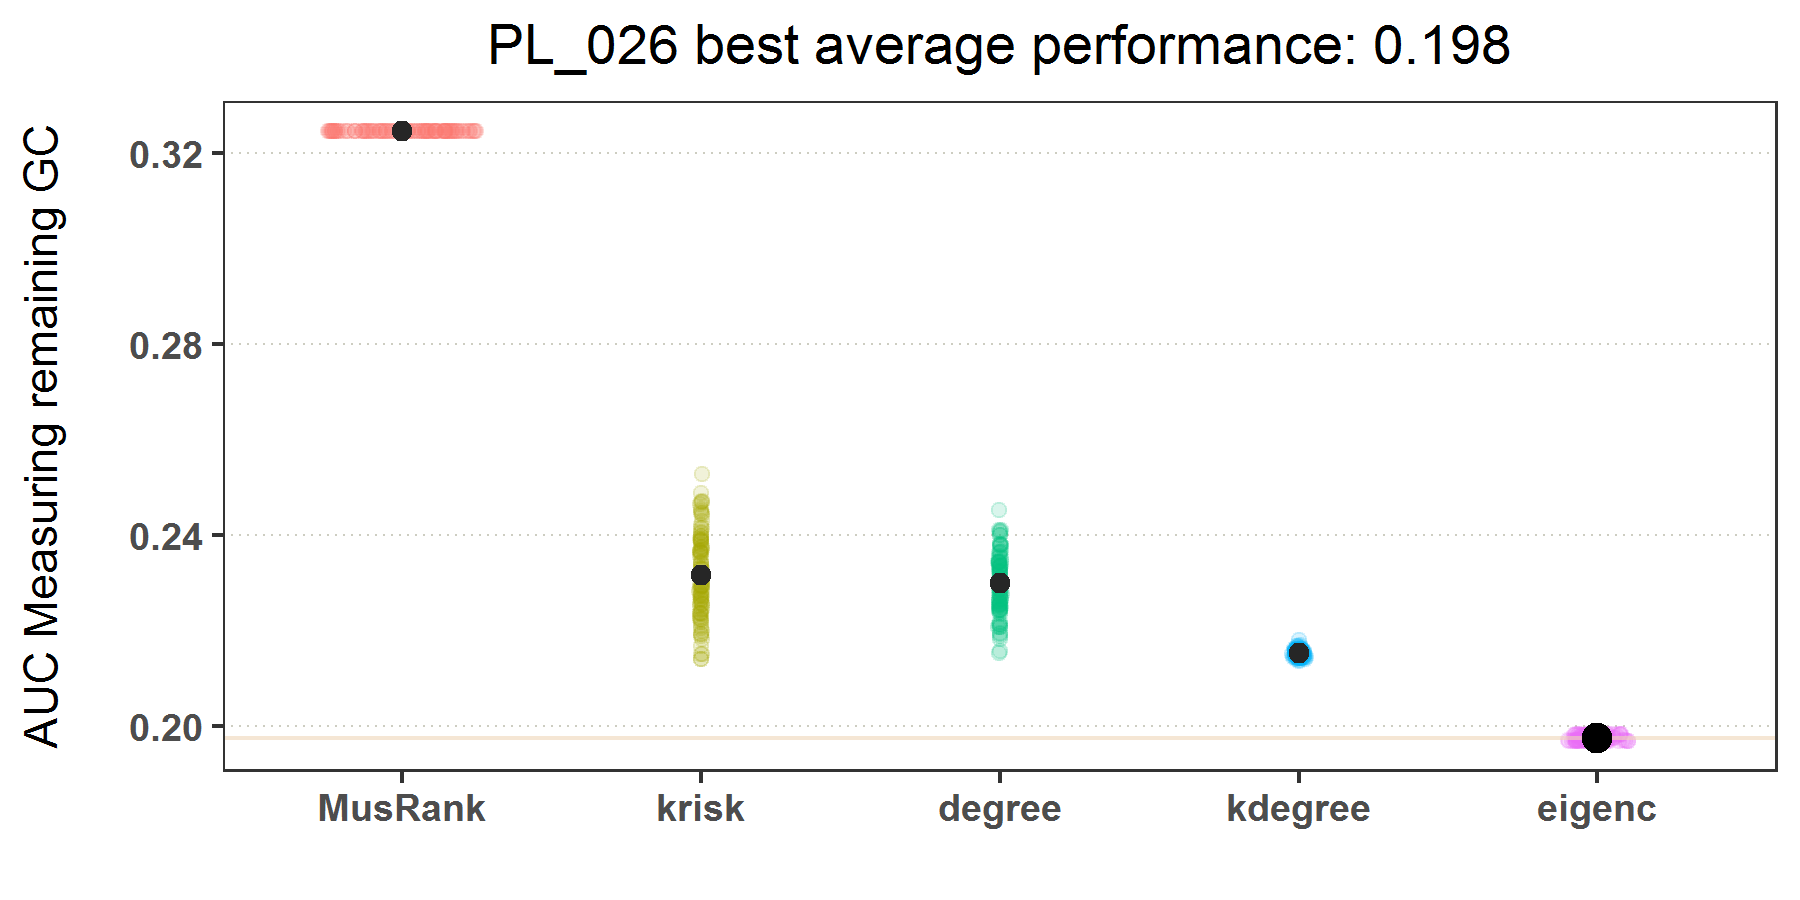 PL_026 best average performance: 0.198
AUC Measuring remaining GC
0.32
0.28
0.24
0.20
MusRank krisk degree kdegree eigenc